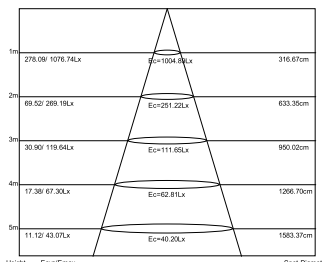 1m
278.09/ 1076.74Lx
Ec=1004.89Lx
316.67cm
2m
69.52/ 269.19Lx
Ec=251.22Lx
633.35cm
3m
30.90/ 119.64Lx
Ec=111.65Lx
950.02cm
4m
17.38/ 67.30Lx
Ec=62.81Lx
1266.70cm
5m
11.12/ 43.07Lx
Ec=40.20Lx
1583.37cm